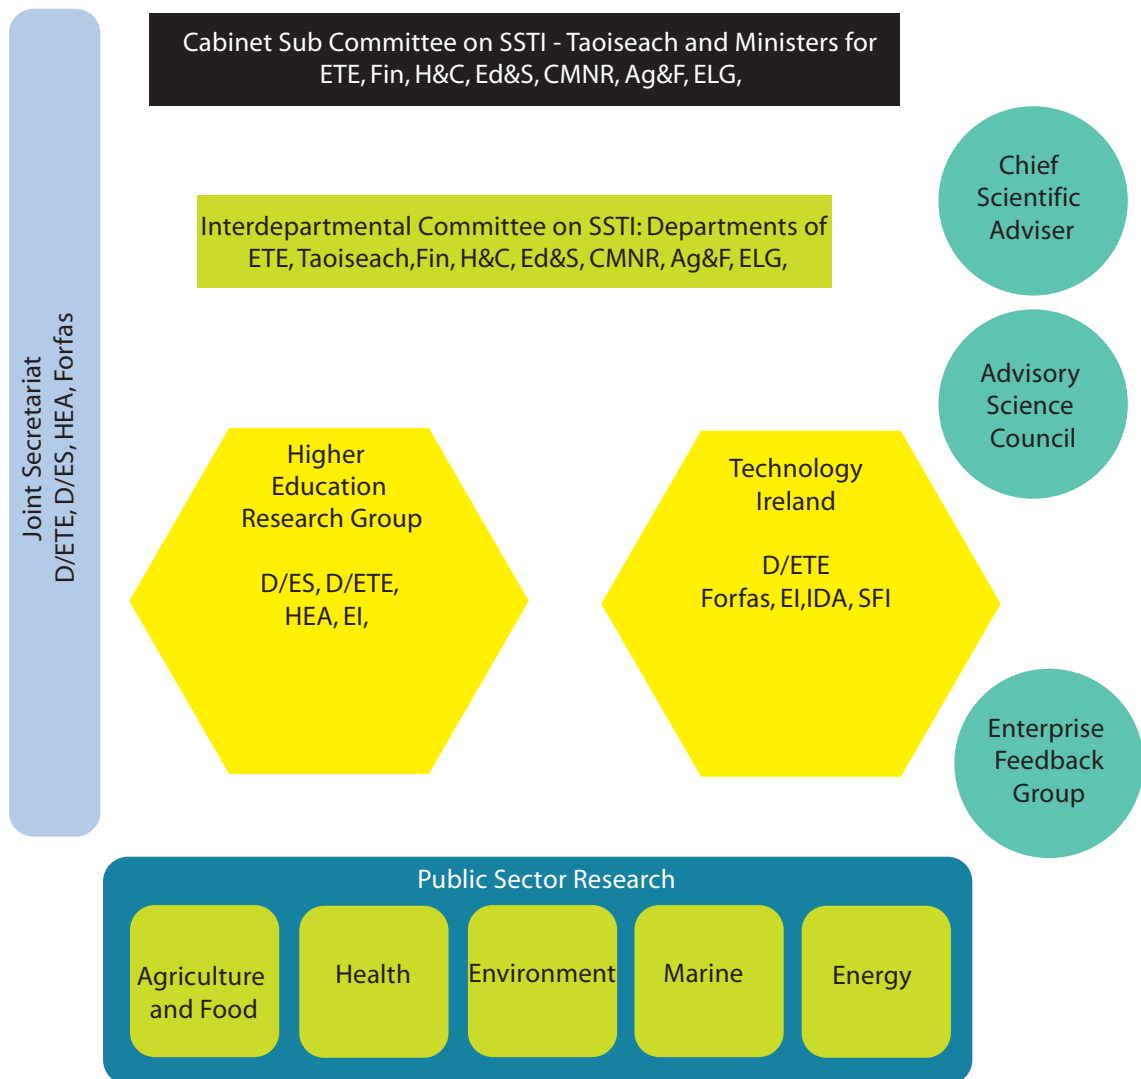 Cabinet Sub Committee on SSTI - Taoiseach and Ministers for
ETE, Fin, H&C, Ed&S, CMNR, Ag&F, ELG,
Chief
Scientific
Adviser
Interdepartmental Committee on SSTI: Departments of
ETE, Taoiseach,Fin, H&C, Ed&S, CMNR, Ag&F, ELG,
Joint Secretariat
D/ETE, D/ES, HEA, Forfas
Advisory
Science
Council
Higher
Education
Research Group
D/ES, D/ETE,
HEA, EI,
Technology
Ireland
D/ETE
Forfas, EI,IDA, SFI
Enterprise
Feedback
Group
Public Sector Research
Agriculture
and Food
Health
Environment
Marine
Energy